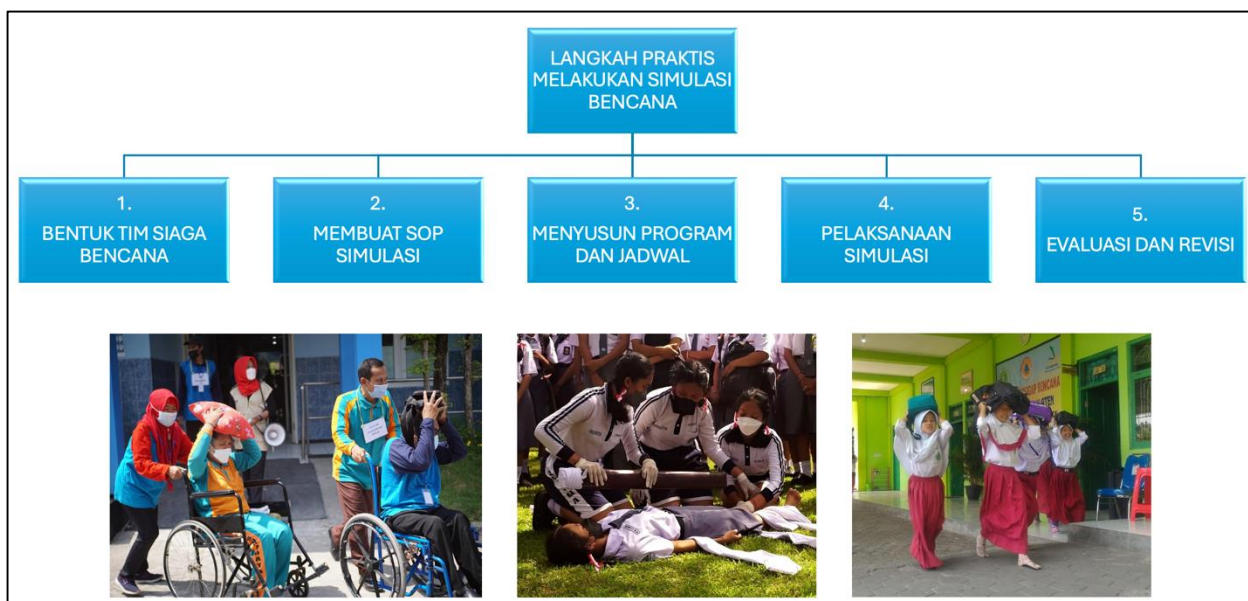 LANGKAH PRAKTIS
MELAKUKAN SIMULASI
BENCANA
1.
BENTUK TIM SIAGA
BENCANA
2.
MEMBUAT SOP
SIMULASI
3.
MENYUSUN PROGRAM
DAN JADWAL
4.
PELAKSANAAN
SIMULASI
5.
EVALUASI DAN REVISI
BENCANA